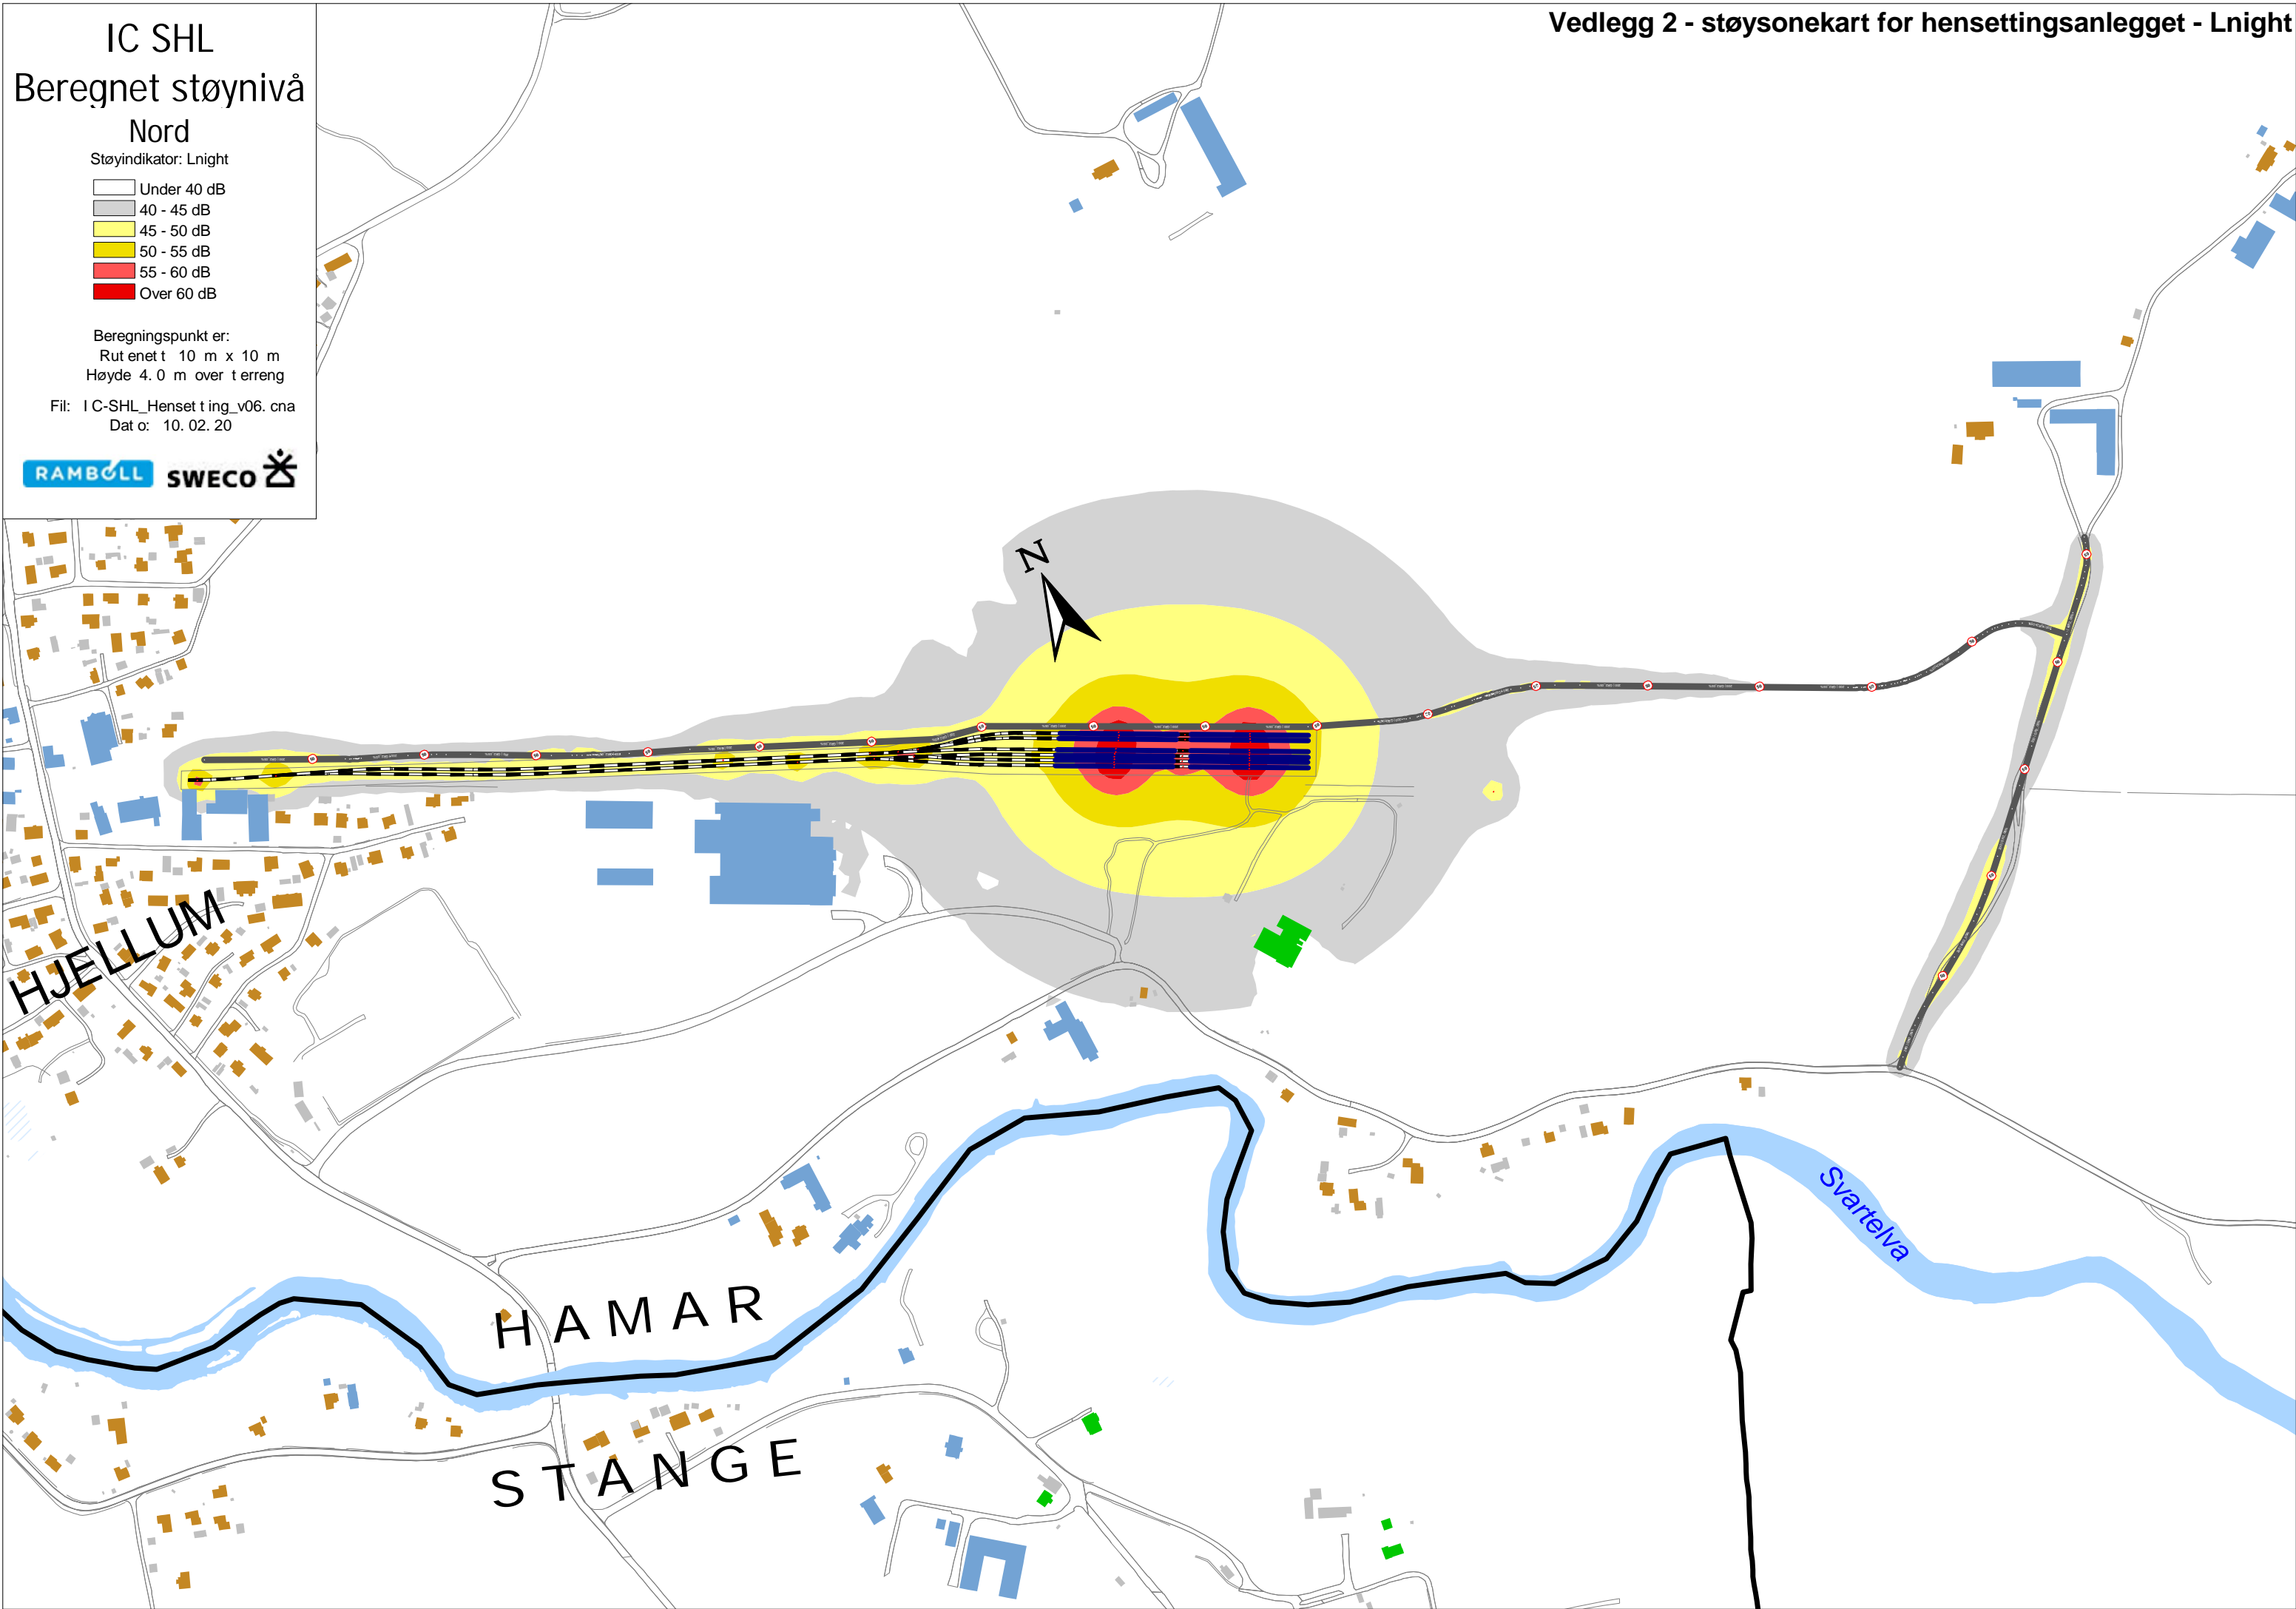 Vedlegg 2 - støysonekart for hensettingsanlegget - Lnight
IC SHL
Beregnet støynivå
Nord
Støyindikator: Lnight
Under 40 dB
40 - 45 dB
45 - 50 dB
50 - 55 dB
55 - 60 dB
Over 60 dB
Beregningspunkt er:
Rut enet t 10 m x 10 m
Høyde 4. 0 m over t erreng
Fil: I C-SHL_Henset t ing_v06. cna
Dat o: 10. 02. 20
RAMBOLL SWECO
N
HJELLUM
Svartelva
HAMAR
STANGE